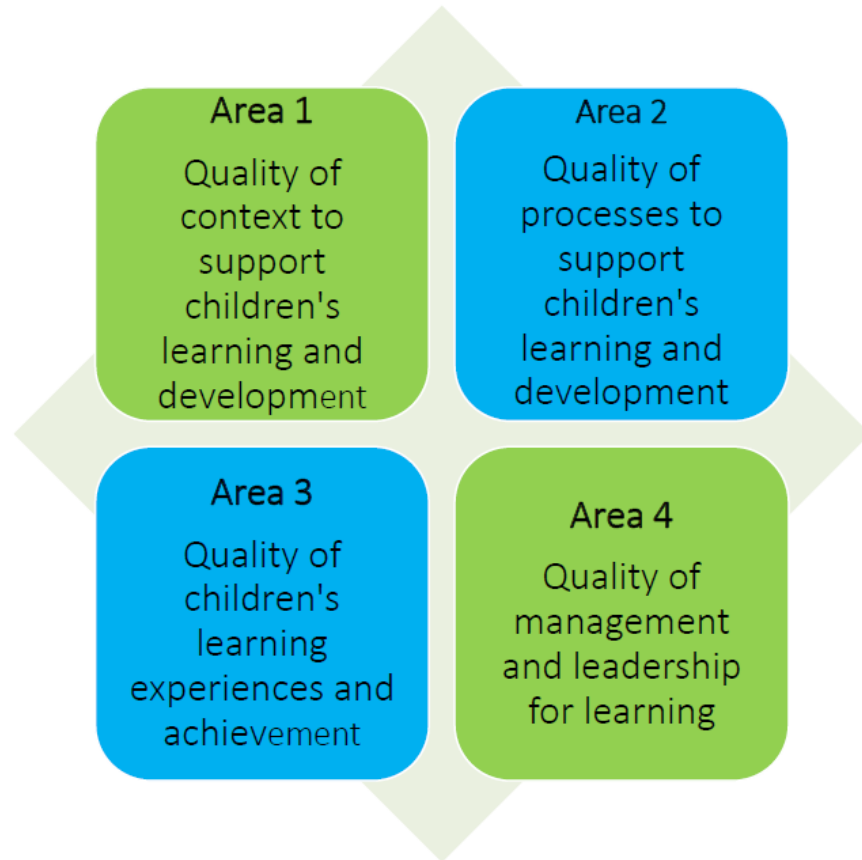 Area 1
Quality of
context to
support
children's
learning and
development
Area 2
Quality of
processes to
support
children's
learning and
development
Area 3
Quality of
children's
learning
experiences and
achievement
Area 4
Quality of
management
and leadership
for learning